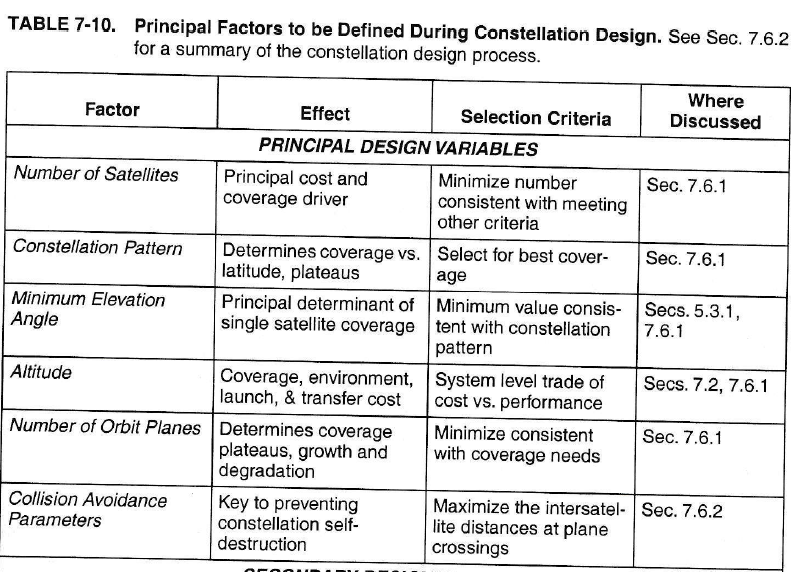 TABLE 7-10. Principal Factors to be Defined During Constellation Design. See Sec. 7.6.2
for a summary of the constellation design process.
Factor
Effect
Selection Criteria
Where
Discussed
PRINCIPAL DESIGN VARIABLES
Number of Satellites
Principal cost and
coverage driver
Minimize number
consistent with meeting
other criteria
Sec. 7.6.1
Constellation Pattern
Determines coverage vs.
latitude, plateaus
Select for best cover-
age
Sec. 7.6.1
Minimum Elevation
Angle
Principal determinant of
single satellite coverage
Minimum value consis-
tent with constellation
pattern
Secs. 5.3.1,
7.6.1
Altitude
Coverage, environment,
launch, & transfer cost
System level trade of
cost vs. performance
Secs. 7.2, 7.6.1
Number of Orbit Planes
Determines coverage
plateaus, growth and
degradation
Minimize consistent
with coverage needs
Sec. 7.6.1
Collision Avoidance
Parameters
Key to preventing
constellation self-
destruction
Maximize the intersatel-
lite distances at plane
crossings
Sec. 7.6.2